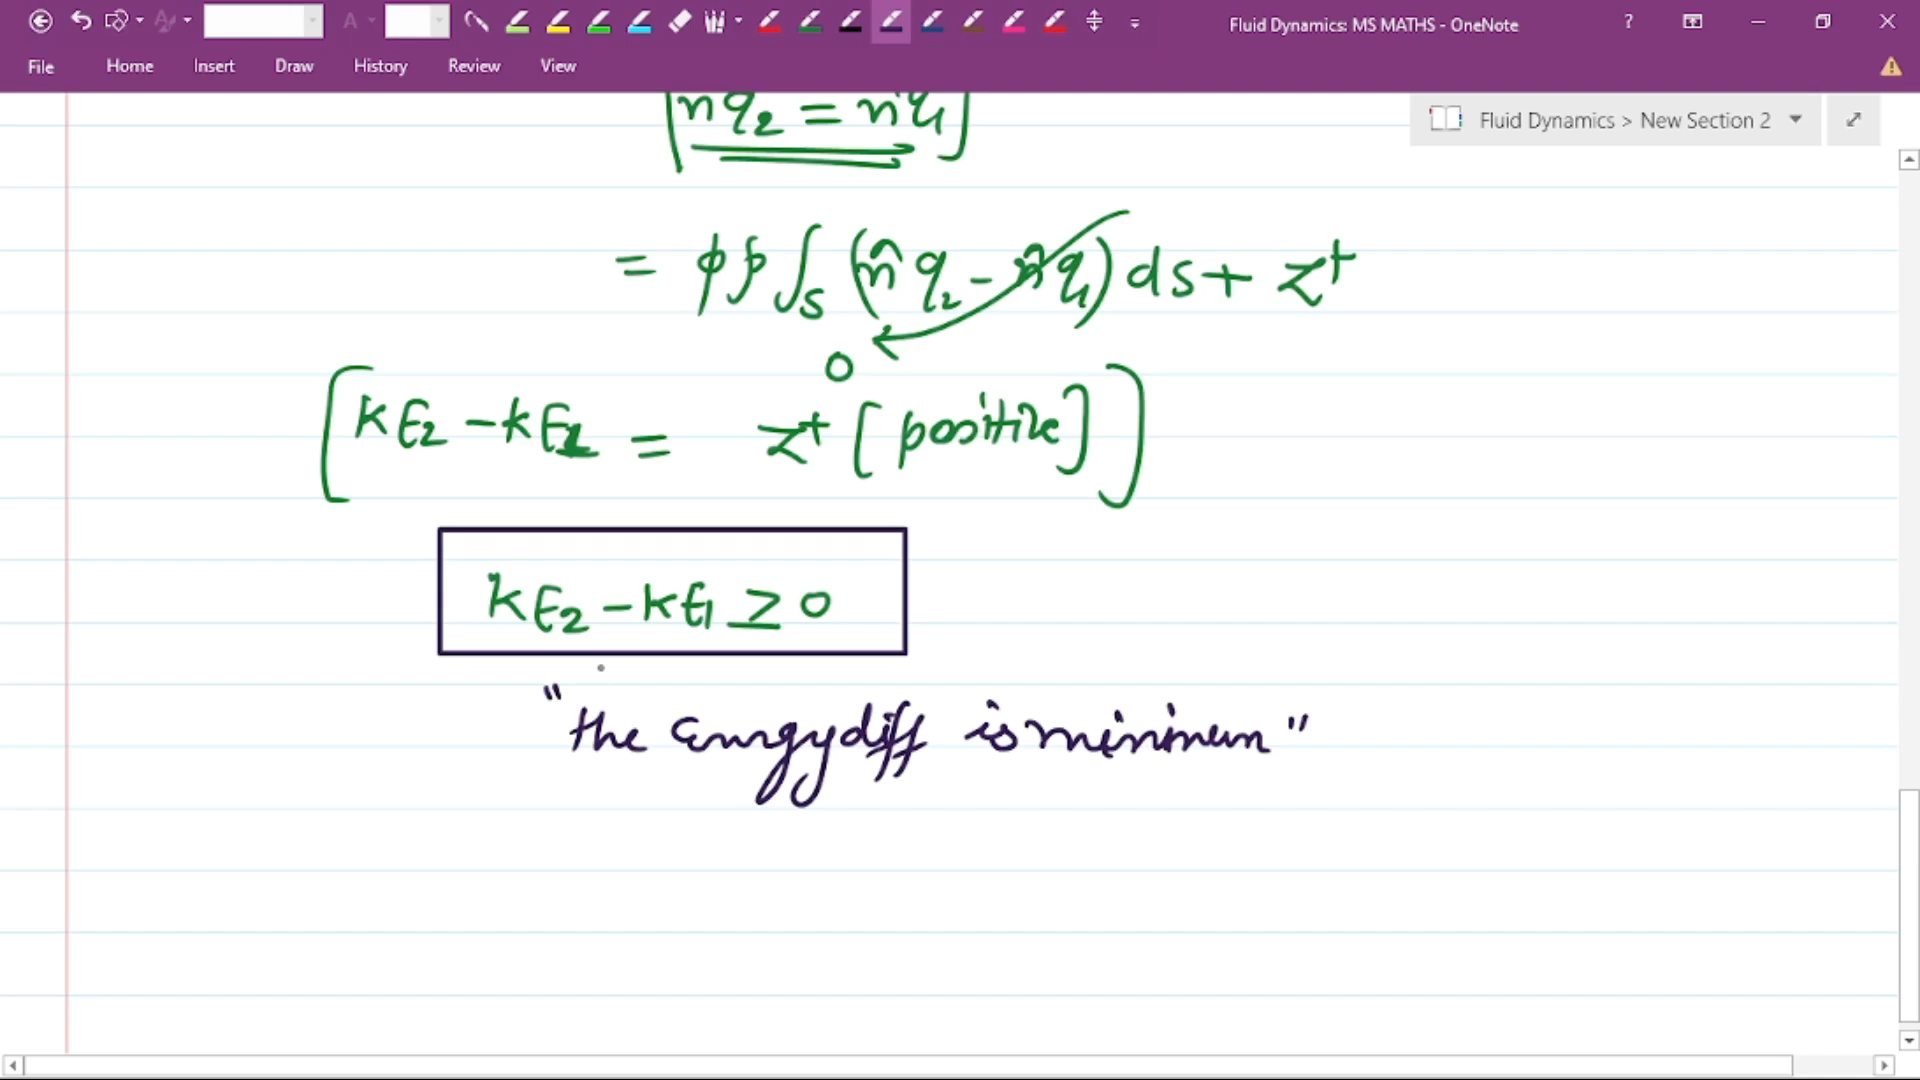 Fluid Dynamics: MS MATHS - OneNote
?
File Home Insert Draw History Review View
Fluid Dynamics > New Section 2
[n̂q₂ = n̂q₁]
= ϕρ∫ₛ (n̂q₂ - n̂q₁) ds + z⁺
0
[KE₂ - KE₁ = z⁺ [positive]]
KE₂ - KE₁ ≥ 0
"the Energy diff is minimum"